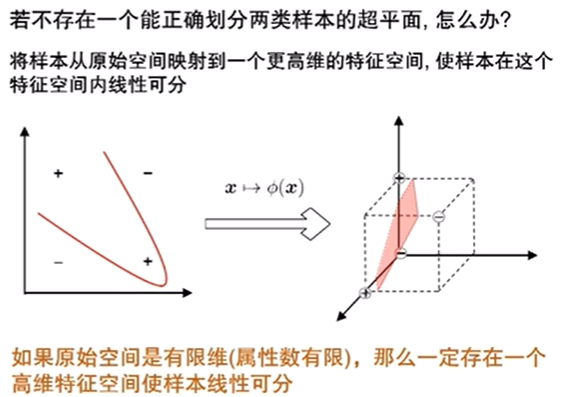 若不存在一个能正确划分两类样本的超平面, 怎么办?
将样本从原始空间映射到一个更高维的特征空间, 使样本在这个
特征空间内线性可分
+ −
− +
x ↦ ϕ(x)
+
−
−
+
如果原始空间是有限维(属性数有限)，那么一定存在一个
高维特征空间使样本线性可分